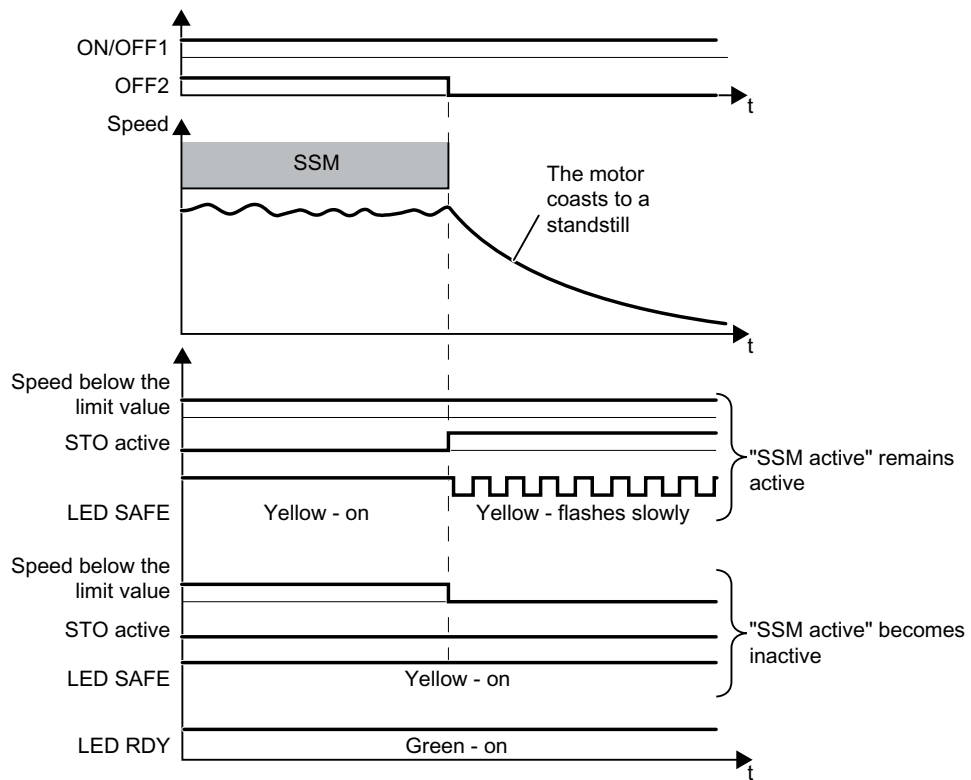 ON/OFF1
OFF2
t
Speed
SSM
The motor
coasts to a
standstill
t
Speed below the
limit value
STO active
LED SAFE
Yellow - on
Yellow - flashes slowly
"SSM active" remains
active
Speed below the
limit value
STO active
LED SAFE
Yellow - on
"SSM active" becomes
inactive
LED RDY
Green - on
t